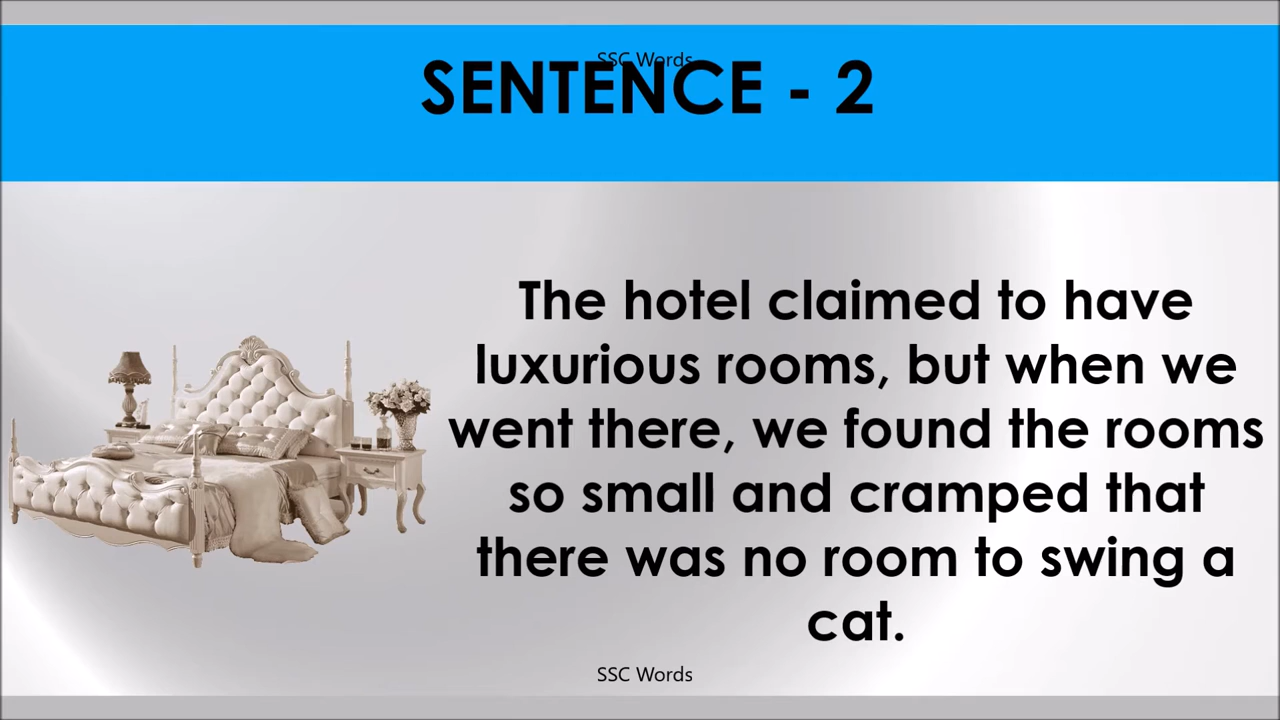 SSC Words
SENTENCE - 2
The hotel claimed to have
luxurious rooms, but when we
went there, we found the rooms
so small and cramped that
there was no room to swing a
cat.
SSC Words